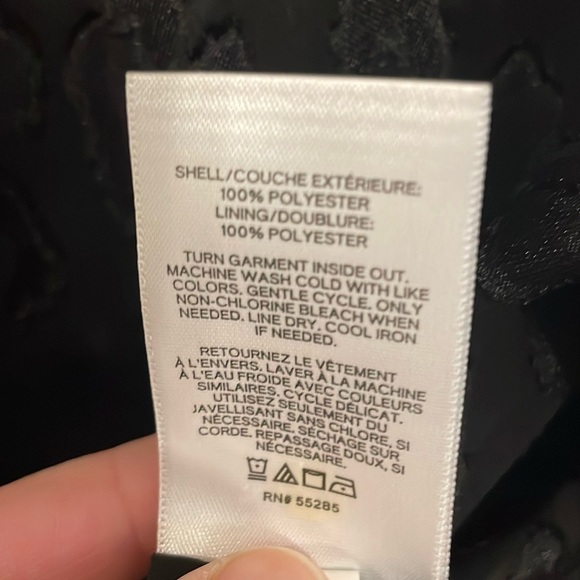 SHELL/COUCHE EXTÉRIEURE:
100% POLYESTER
LINING/DOUBLURE:
100% POLYESTER
TURN GARMENT INSIDE OUT.
MACHINE WASH COLD WITH LIKE
COLORS, GENTLE CYCLE. ONLY
NON-CHLORINE BLEACH WHEN
NEEDED. LINE DRY. COOL IRON
IF NEEDED.
RETOURNEZ LE VÊTEMENT
À L'ENVERS. LAVER À LA MACHINE
À L'EAU FROIDE AVEC COULEURS
SIMILAIRES, CYCLE DÉLICAT.
UTILISEZ SEULEMENT DU
JAVELLISANT SANS CHLORE, SI
NÉCESSAIRE. SÉCHAGE SUR
CORDE. REPASSAGE DOUX, SI
NÉCESSAIRE.
RN# 55285